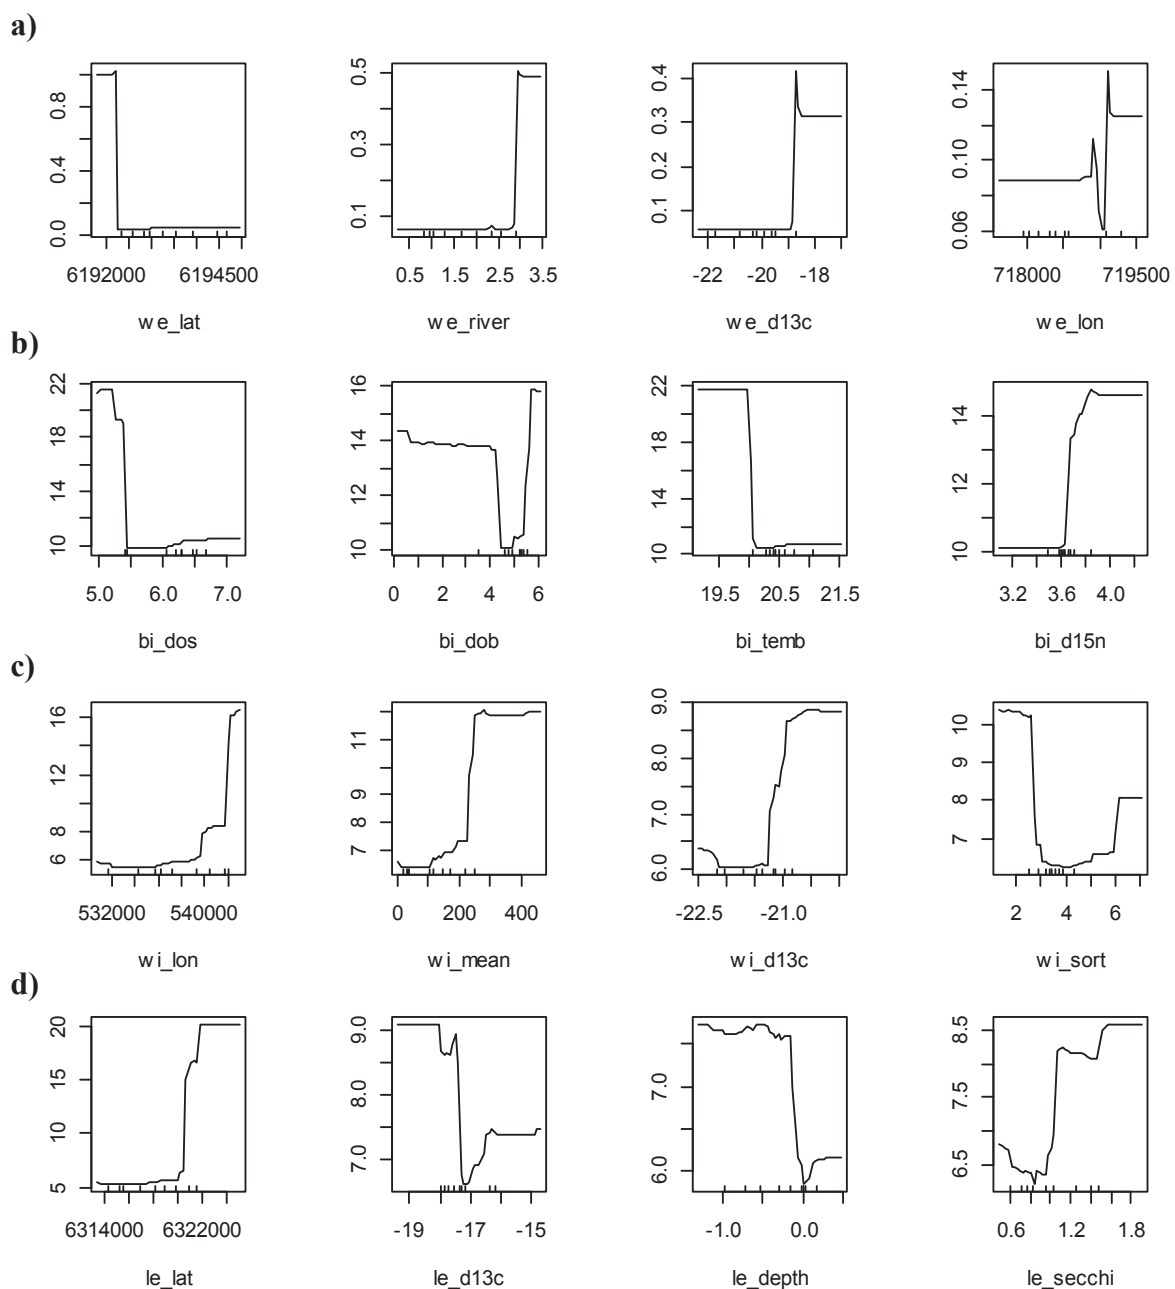 a)
0.0 0.4 0.8
6192000 6194500
we_lat
0.1 0.3 0.5
0.5 1.5 2.5 3.5
we_river
0.1 0.2 0.3 0.4
-22 -20 -18
we_d13c
0.06 0.10 0.14
718000 719500
we_lon
b)
10 14 18 22
5.0 6.0 7.0
bi_dos
10 12 14 16
0 2 4 6
bi_dob
10 14 18 22
19.5 20.5 21.5
bi_temb
10 12 14
3.2 3.6 4.0
bi_d15n
c)
6 8 12 16
532000 540000
wi_lon
7 9 11
0 200 400
wi_mean
6.0 7.0 8.0 9.0
-22.5 -21.0
wi_d13c
7 8 9 10
2 4 6
wi_sort
d)
5 10 15 20
6314000 6322000
le_lat
7.0 8.0 9.0
-19 -17 -15
le_d13c
6.0 7.0
-1.0 0.0
le_depth
6.5 7.5 8.5
0.6 1.2 1.8
le_secchi